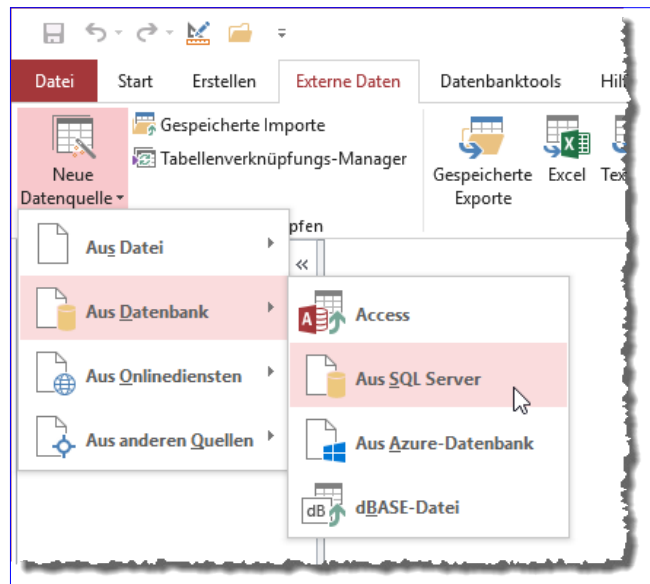 Datei Start Erstellen Externe Daten Datenbanktools
Gespeicherte Importe
Tabellenverknüpfungs-Manager
Neue
Datenquelle
Gespeicherte
Exporte
Excel
Aus Datei
Aus Datenbank
Aus Onlinediensten
Aus anderen Quellen
Access
Aus SQL Server
Aus Azure-Datenbank
dBASE-Datei
A
X
dB